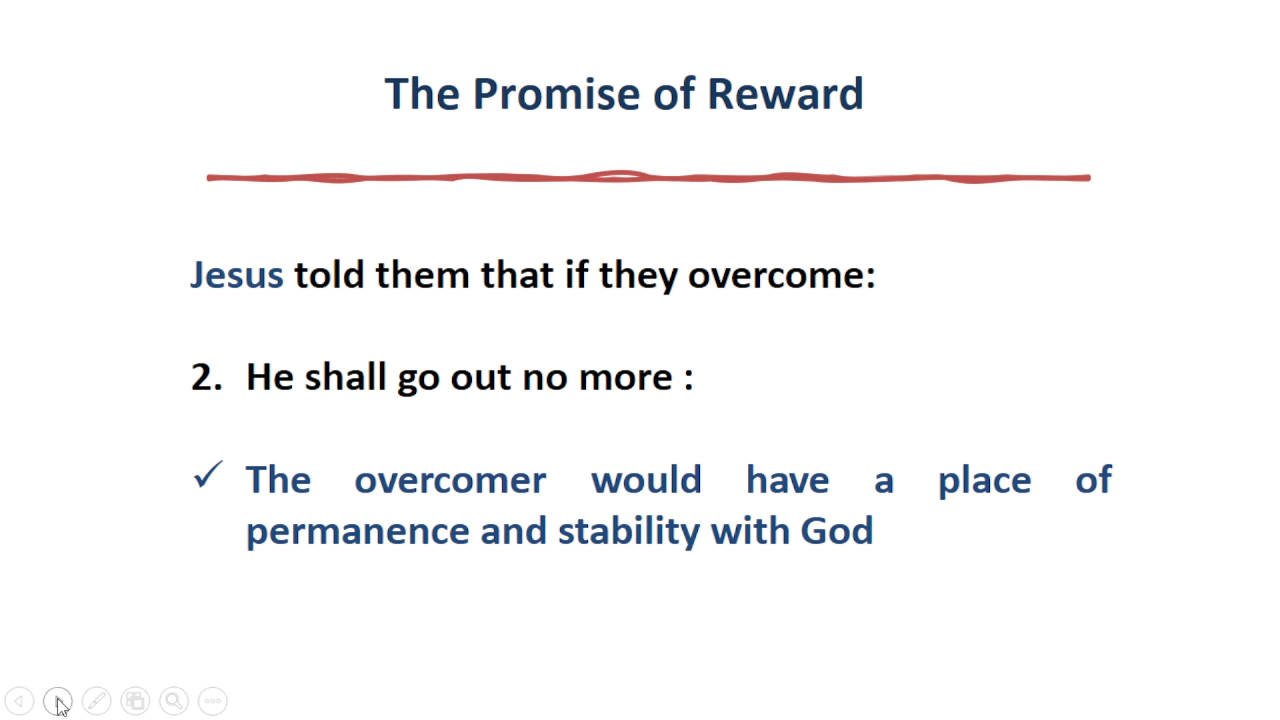 The Promise of Reward
Jesus told them that if they overcome:
2. He shall go out no more :
✓ The overcomer would have a place of
permanence and stability with God